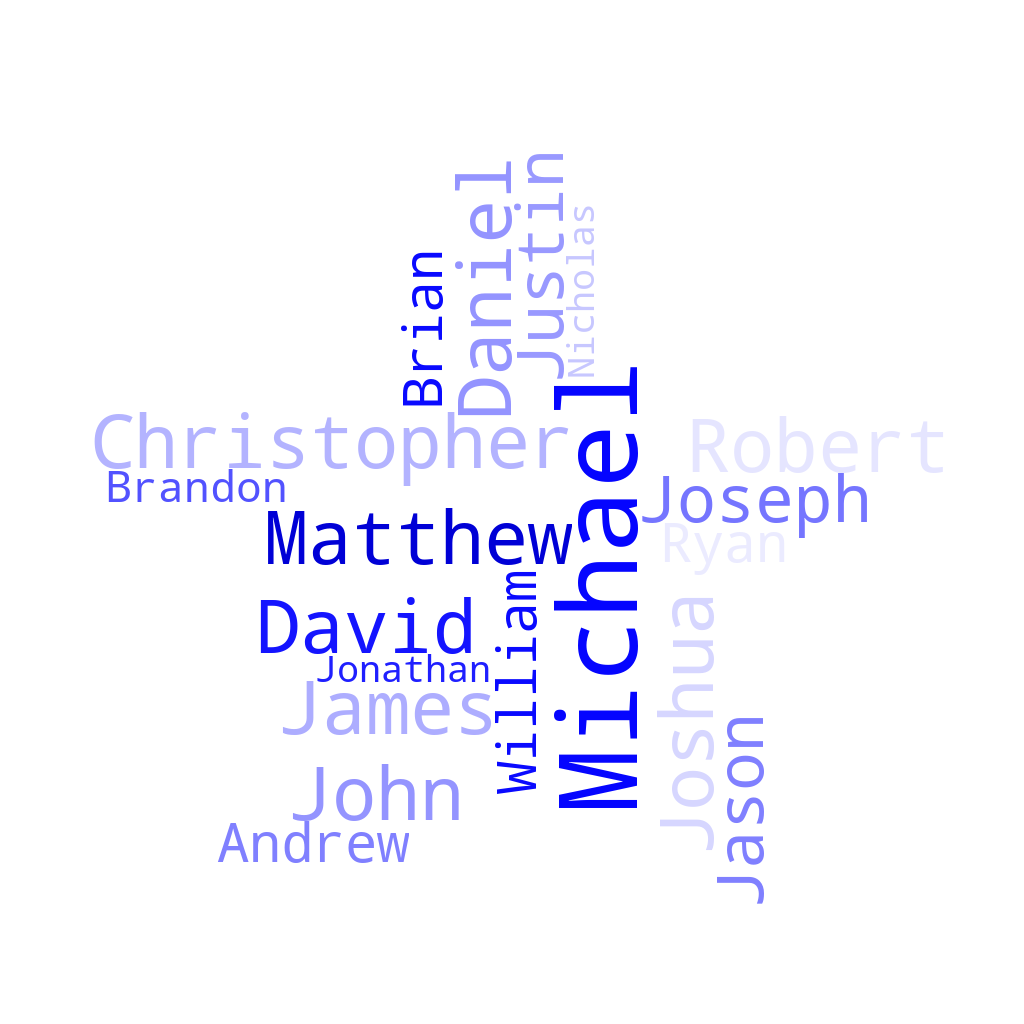 Daniel
Justin
Nicholas
Brian
Christopher
Robert
Michael
Brandon
Joseph
Matthew
Ryan
William
David
Joshua
Jonathan
James
Jason
John
Andrew